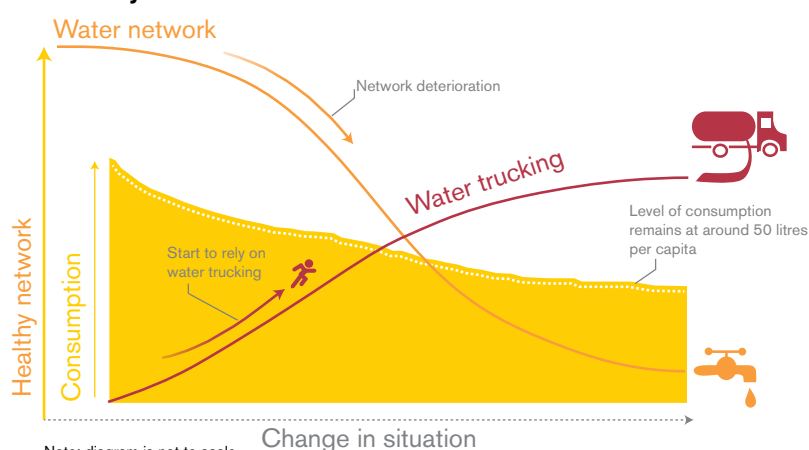 Water network
Network deterioration
Water trucking
Level of consumption
remains at around 50 litres
per capita
Start to rely on
water trucking
Healthy network
Consumption
Change in situation